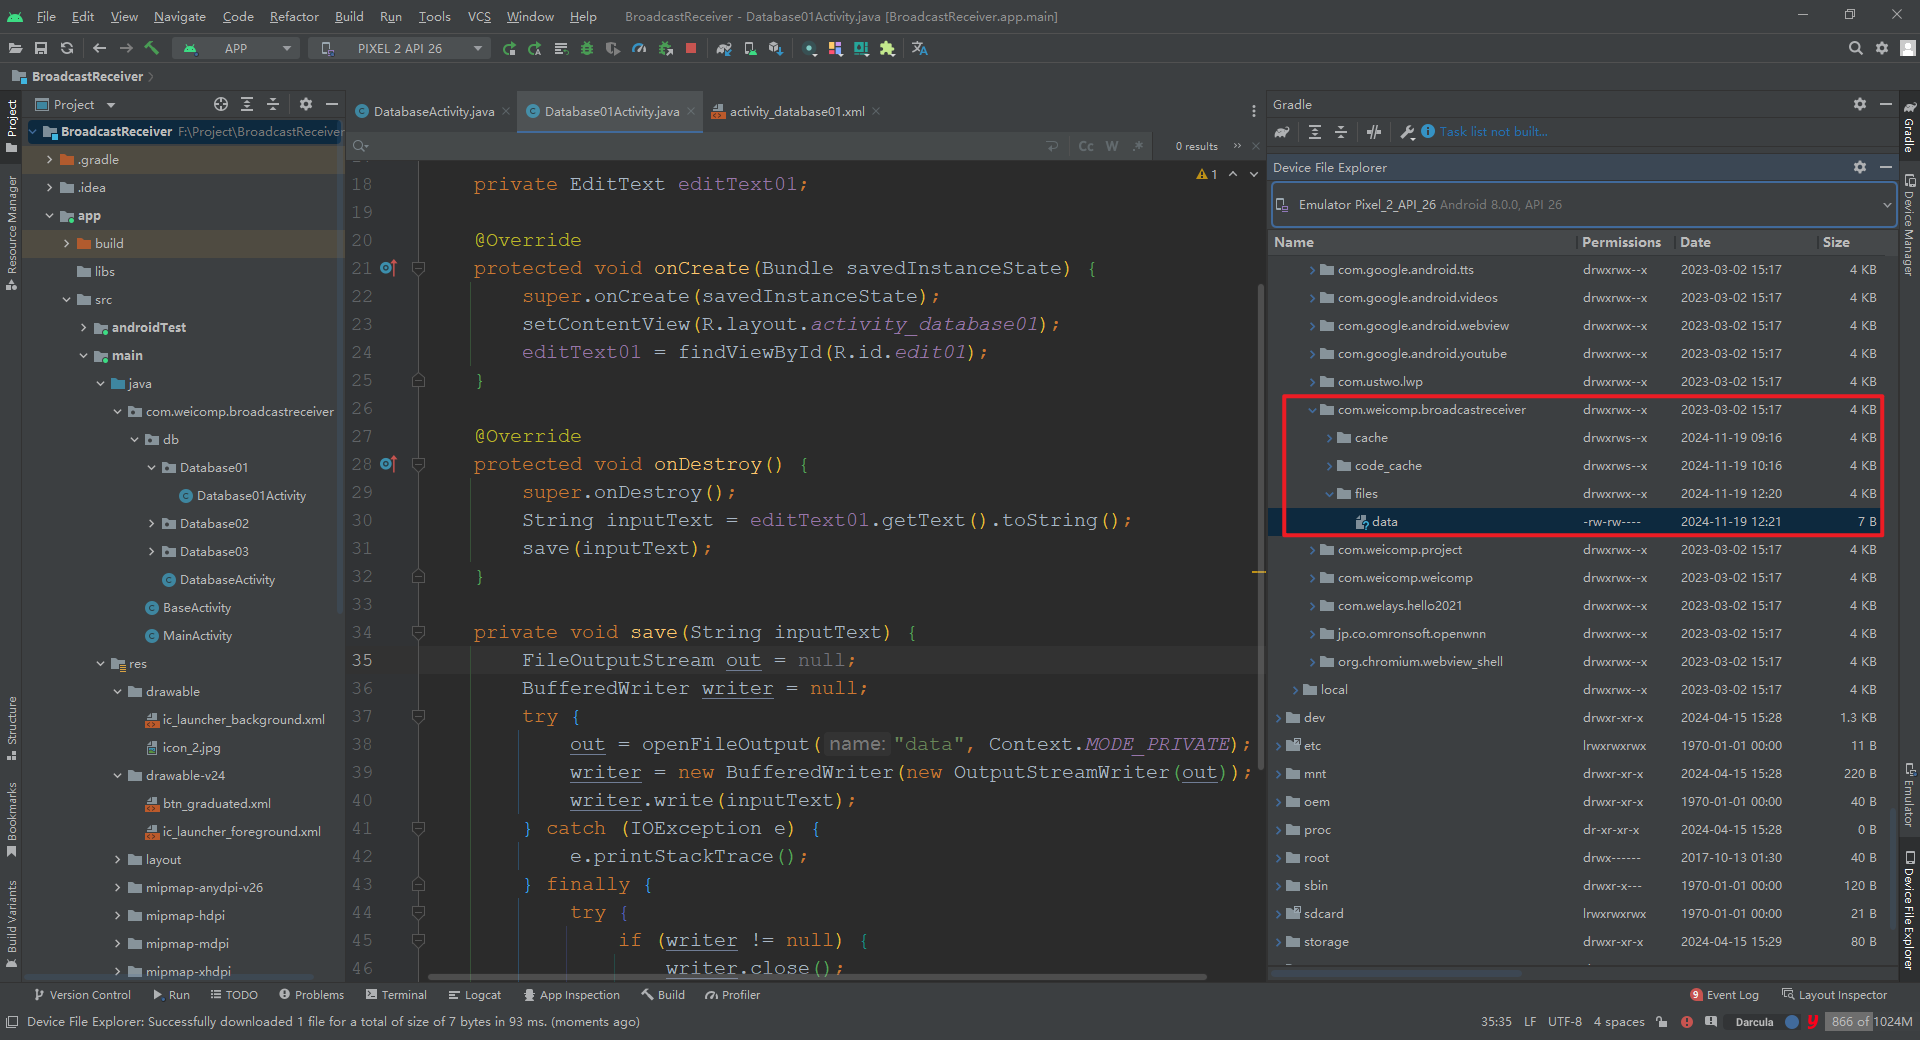 File Edit View Navigate Code Refactor Build Run Tools VCS Window Help BroadcastReceiver - Database01Activity.java [BroadcastReceiver.app.main]
APP PIXEL 2 API 26
BroadcastReceiver
Project
BroadcastReceiver F:\Project\BroadcastReceiver
.gradle
.idea
app
build
libs
src
androidTest
main
java
com.weicomp.broadcastreceiver
db
Database01
Database01Activity
Database02
Database03
DatabaseActivity
BaseActivity
MainActivity
res
drawable
ic_launcher_background.xml
icon_2.jpg
drawable-v24
btn_graduated.xml
ic_launcher_foreground.xml
layout
mipmap-anydpi-v26
mipmap-hdpi
mipmap-mdpi
mipmap-xhdpi
Project
Resource Manager
Structure
Bookmarks
Build Variants
DatabaseActivity.java Database01Activity.java activity_database01.xml
Cc W .* 0 results
1
18 private EditText editText01;
19
20 @Override
21 protected void onCreate(Bundle savedInstanceState) {
22 super.onCreate(savedInstanceState);
23 setContentView(R.layout.activity_database01);
24 editText01 = findViewById(R.id.edit01);
25 }
26
27 @Override
28 protected void onDestroy() {
29 super.onDestroy();
30 String inputText = editText01.getText().toString();
31 save(inputText);
32 }
33
34 private void save(String inputText) {
35 FileOutputStream out = null;
36 BufferedWriter writer = null;
37 try {
38 out = openFileOutput( name: "data", Context.MODE_PRIVATE);
39 writer = new BufferedWriter(new OutputStreamWriter(out));
40 writer.write(inputText);
41 } catch (IOException e) {
42 e.printStackTrace();
43 } finally {
44 try {
45 if (writer != null) {
46 writer.close();
Gradle
Task list not built...
Device File Explorer
Emulator Pixel_2_API_26 Android 8.0.0, API 26
Name Permissions Date Size
com.google.android.tts drwxrwx--x 2023-03-02 15:17 4 KB
com.google.android.videos drwxrwx--x 2023-03-02 15:17 4 KB
com.google.android.webview drwxrwx--x 2023-03-02 15:17 4 KB
com.google.android.youtube drwxrwx--x 2023-03-02 15:17 4 KB
com.ustwo.lwp drwxrwx--x 2023-03-02 15:17 4 KB
com.weicomp.broadcastreceiver drwxrwx--x 2023-03-02 15:17 4 KB
cache drwxrws--x 2024-11-19 09:16 4 KB
code_cache drwxrws--x 2024-11-19 10:16 4 KB
files drwxrwx--x 2024-11-19 12:20 4 KB
data -rw-rw---- 2024-11-19 12:21 7 B
com.weicomp.project drwxrwx--x 2023-03-02 15:17 4 KB
com.weicomp.weicomp drwxrwx--x 2023-03-02 15:17 4 KB
com.welays.hello2021 drwxrwx--x 2023-03-02 15:17 4 KB
jp.co.omronsoft.openwnn drwxrwx--x 2023-03-02 15:17 4 KB
org.chromium.webview_shell drwxrwx--x 2023-03-02 15:17 4 KB
local drwxrwx--x 2023-03-02 15:17 4 KB
dev drwxr-xr-x 2024-04-15 15:28 1.3 KB
etc lrwxrwxrwx 1970-01-01 00:00 11 B
mnt drwxr-xr-x 2024-04-15 15:28 220 B
oem drwxr-xr-x 1970-01-01 00:00 40 B
proc dr-xr-xr-x 2024-04-15 15:28 0 B
root drwx------ 2017-10-13 01:30 40 B
sbin drwxr-x--- 1970-01-01 00:00 120 B
sdcard lrwxrwxrwx 1970-01-01 00:00 21 B
storage drwxr-xr-x 2024-04-15 15:29 80 B
Gradle
Device Manager
Emulator
Device File Explorer
Version Control Run TODO Problems Terminal Logcat App Inspection Build Profiler 9 Event Log Layout Inspector
Device File Explorer: Successfully downloaded 1 file for a total of size of 7 bytes in 93 ms. (moments ago) 35:35 LF UTF-8 4 spaces Darcula y 866 of 1024M